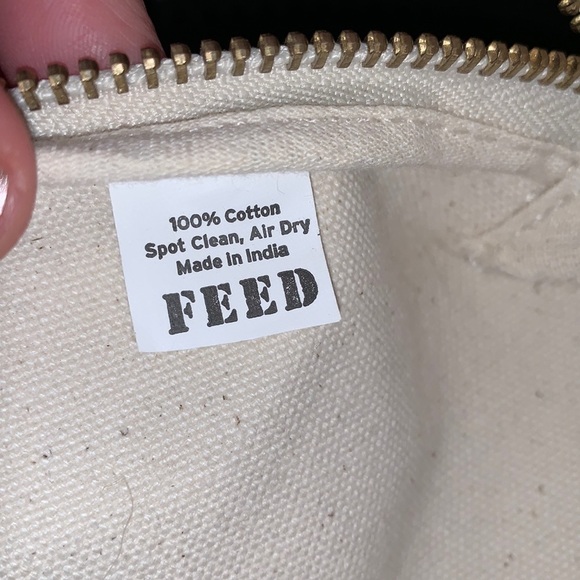 100% Cotton
Spot Clean, Air Dry
Made in India
FEED